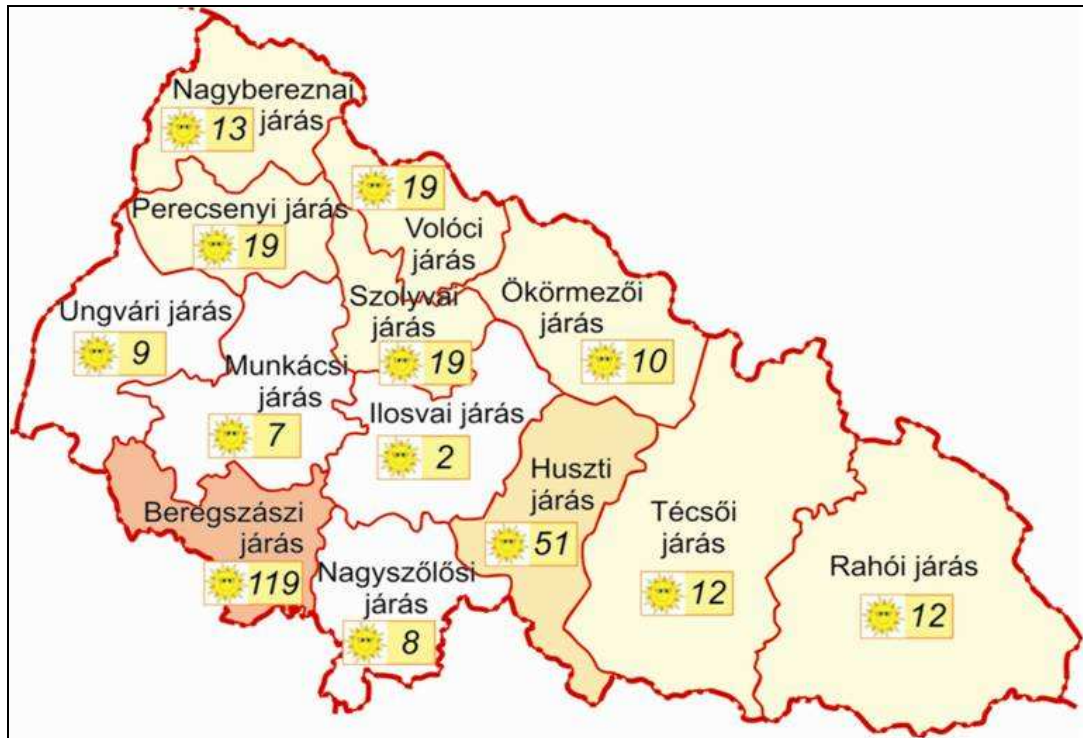 Nagybereznai
járás
13
19
Volóci
járás
Perecsenyi járás
19
Ungvári járás
9
Szolyvai
járás
19
Ökörmezői
járás
10
Munkácsi
járás
7
Ilosvai járás
2
Huszti
járás
51
Beregszászi
járás
119
Nagyszőlősi
járás
8
Técsői
járás
12
Rahói járás
12